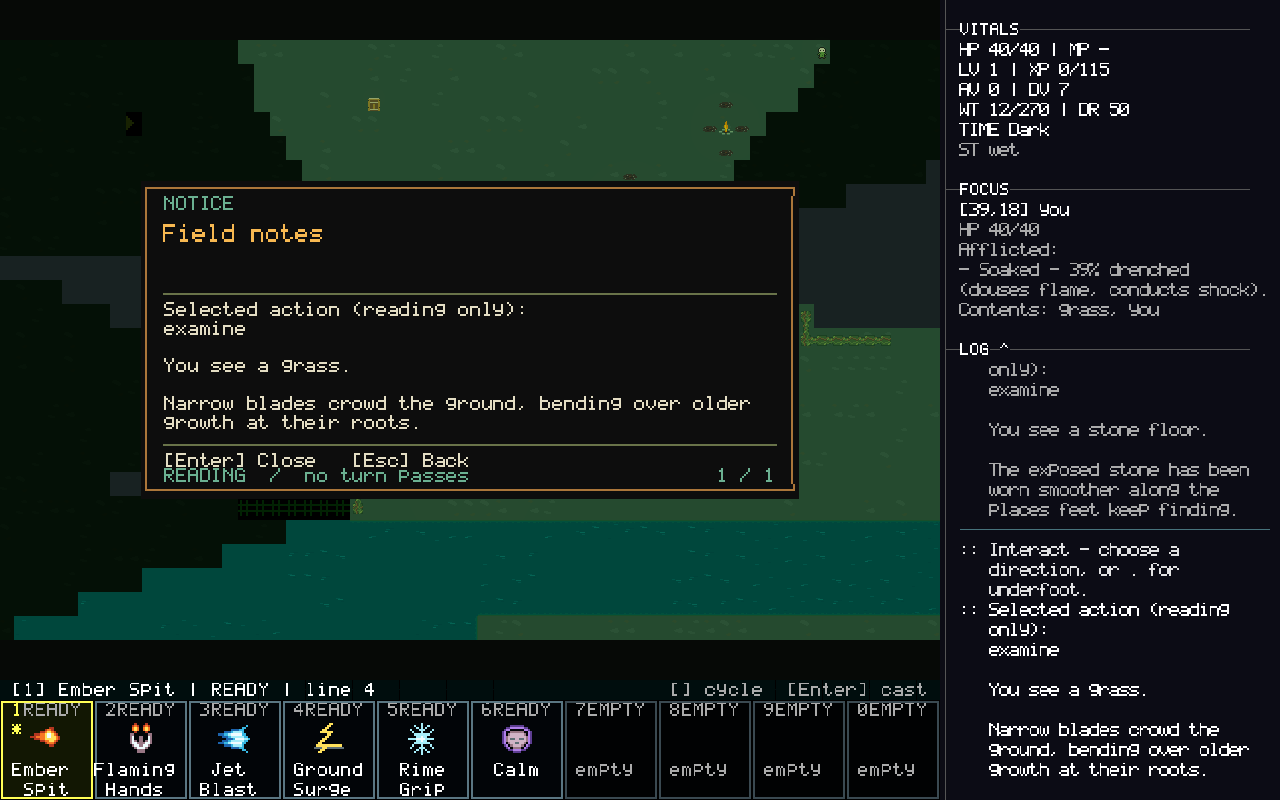 NOTICE
Field notes
Selected action (reading only):
examine
You see a grass.
Narrow blades crowd the ground, bending over older
growth at their roots.
[Enter] Close [Esc] Back
READING / no turn passes 1 / 1
[1] Ember Spit | READY | line 4 [] cycle [Enter] cast
1READY 2READY 3READY 4READY 5READY 6READY 7EMPTY 8EMPTY 9EMPTY 0EMPTY
*
Ember Flaming Jet Ground Rime Calm empty empty empty empty
Spit Hands Blast Surge Grip
VITALS
HP 40/40 | MP -
LV 1 | XP 0/115
AV 0 | DV 7
WT 12/270 | DR 50
TIME Dark
ST wet
FOCUS
[39,18] You
HP 40/40
Afflicted:
- Soaked - 39% drenched
(douses flame, conducts shock).
Contents: grass, You
LOG ^
only):
examine
You see a stone floor.
The exposed stone has been
worn smoother along the
places feet keep finding.
:: Interact - choose a
direction, or . for
underfoot.
:: Selected action (reading
only):
examine
You see a grass.
Narrow blades crowd the
ground, bending over older
growth at their roots.